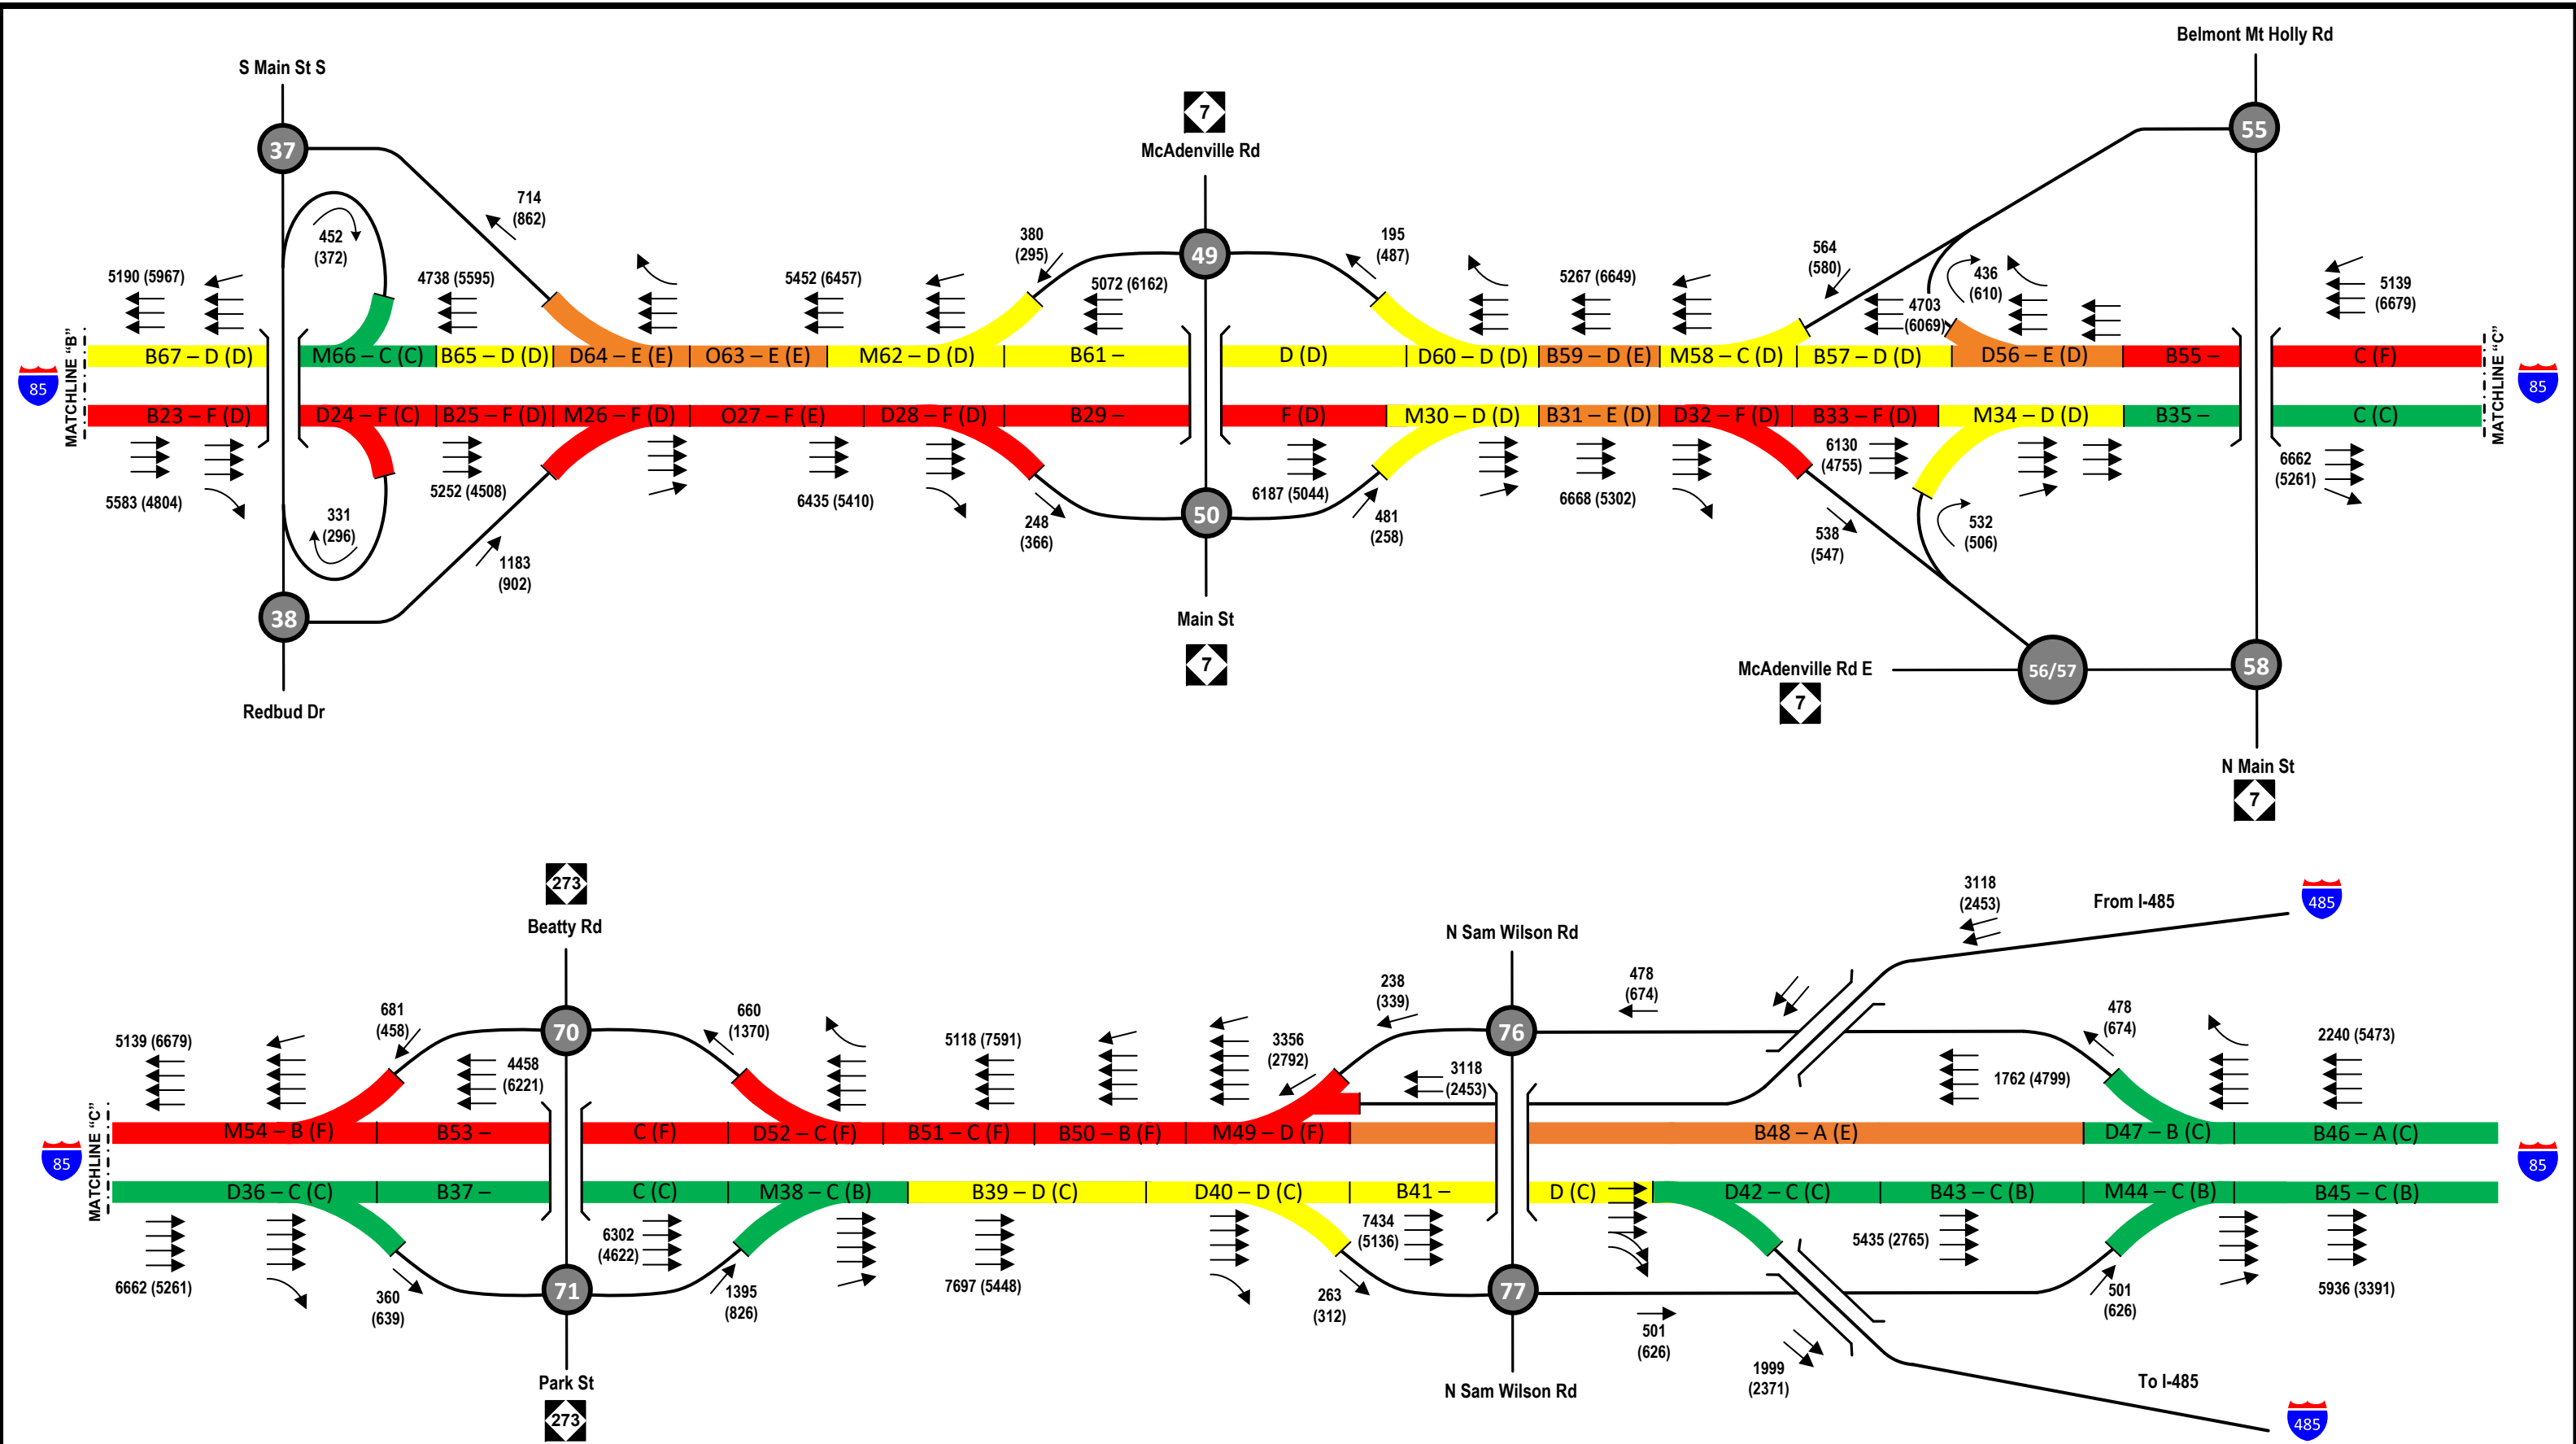 Belmont Mt Holly Rd
S Main St S
7
McAdenville Rd
37
55
714
(862)
452
(372)
380
(295)
49
195
(487)
564
(580)
436
(610)
5190 (5967)
4738 (5595)
5452 (6457)
5072 (6162)
5267 (6649)
4703
(6069)
5139
(6679)
MATCHLINE "B"
85
B67 – D (D)
M66 – C (C)
B65 – D (D)
D64 – E (E)
O63 – E (E)
M62 – D (D)
B61 –
D (D)
D60 – D (D)
B59 – D (E)
M58 – C (D)
B57 – D (D)
D56 – E (D)
B55 –
C (F)
MATCHLINE "C"
85
B23 – F (D)
D24 – F (C)
B25 – F (D)
M26 – F (D)
O27 – F (E)
D28 – F (D)
B29 –
F (D)
M30 – D (D)
B31 – E (D)
D32 – F (D)
B33 – F (D)
M34 – D (D)
B35 –
C (C)
5583 (4804)
5252 (4508)
6435 (5410)
6187 (5044)
6668 (5302)
6130
(4755)
6662
(5261)
331
(296)
1183
(902)
248
(366)
50
481
(258)
538
(547)
532
(506)
38
Main St
7
McAdenville Rd E
7
56/57
58
Redbud Dr
N Main St
7
273
Beatty Rd
N Sam Wilson Rd
3118
(2453)
From I-485
485
681
(458)
70
660
(1370)
238
(339)
76
478
(674)
478
(674)
5139 (6679)
4458
(6221)
5118 (7591)
3356
(2792)
3118
(2453)
1762 (4799)
2240 (5473)
MATCHLINE "C"
85
M54 – B (F)
B53 –
C (F)
D52 – C (F)
B51 – C (F)
B50 – B (F)
M49 – D (F)
B48 – A (E)
D47 – B (C)
B46 – A (C)
85
D36 – C (C)
B37 –
C (C)
M38 – C (B)
B39 – D (C)
D40 – D (C)
B41 –
D (C)
D42 – C (C)
B43 – C (B)
M44 – C (B)
B45 – C (B)
6662 (5261)
6302
(4622)
7697 (5448)
7434
(5136)
5435 (2765)
5936 (3391)
360
(639)
71
1395
(826)
263
(312)
77
501
(626)
501
(626)
1999
(2371)
Park St
273
N Sam Wilson Rd
To I-485
485